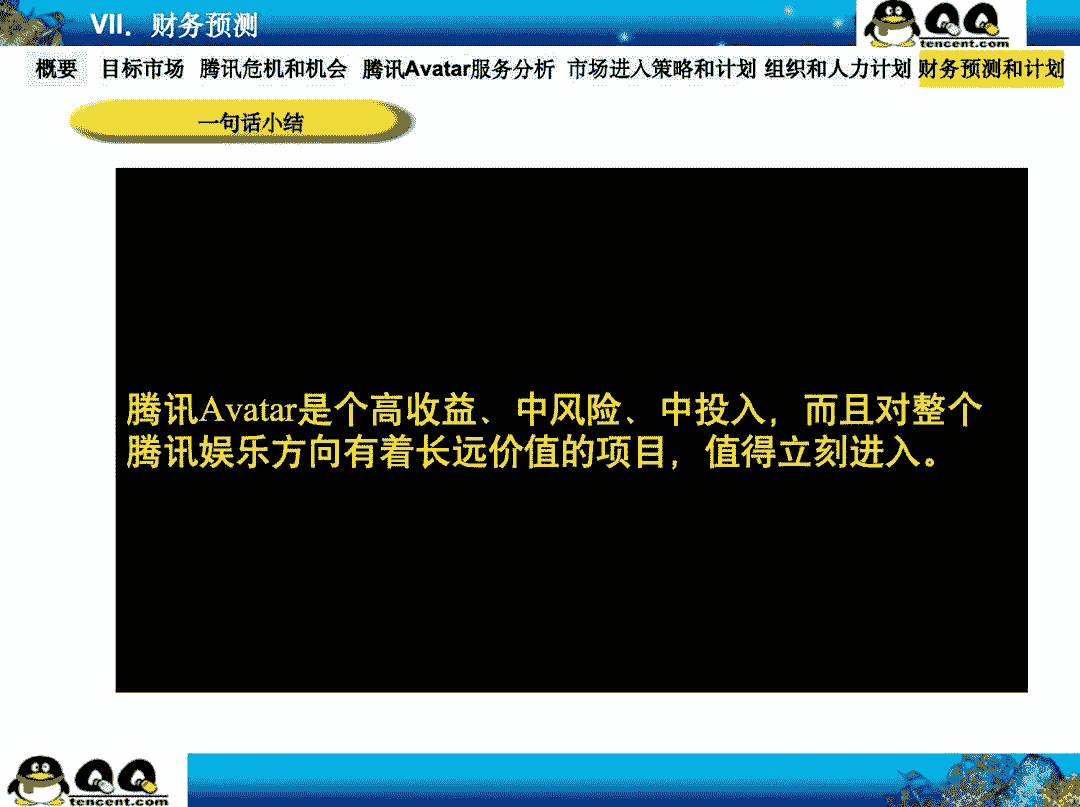 VII. 财务预测
QQ
tencent.com
概要 目标市场 腾讯危机和机会 腾讯Avatar服务分析 市场进入策略和计划 组织和人力计划 财务预测和计划
一句话小结
腾讯Avatar是个高收益、中风险、中投入，而且对整个
腾讯娱乐方向有着长远价值的项目，值得立刻进入。
QQ
tencent.com